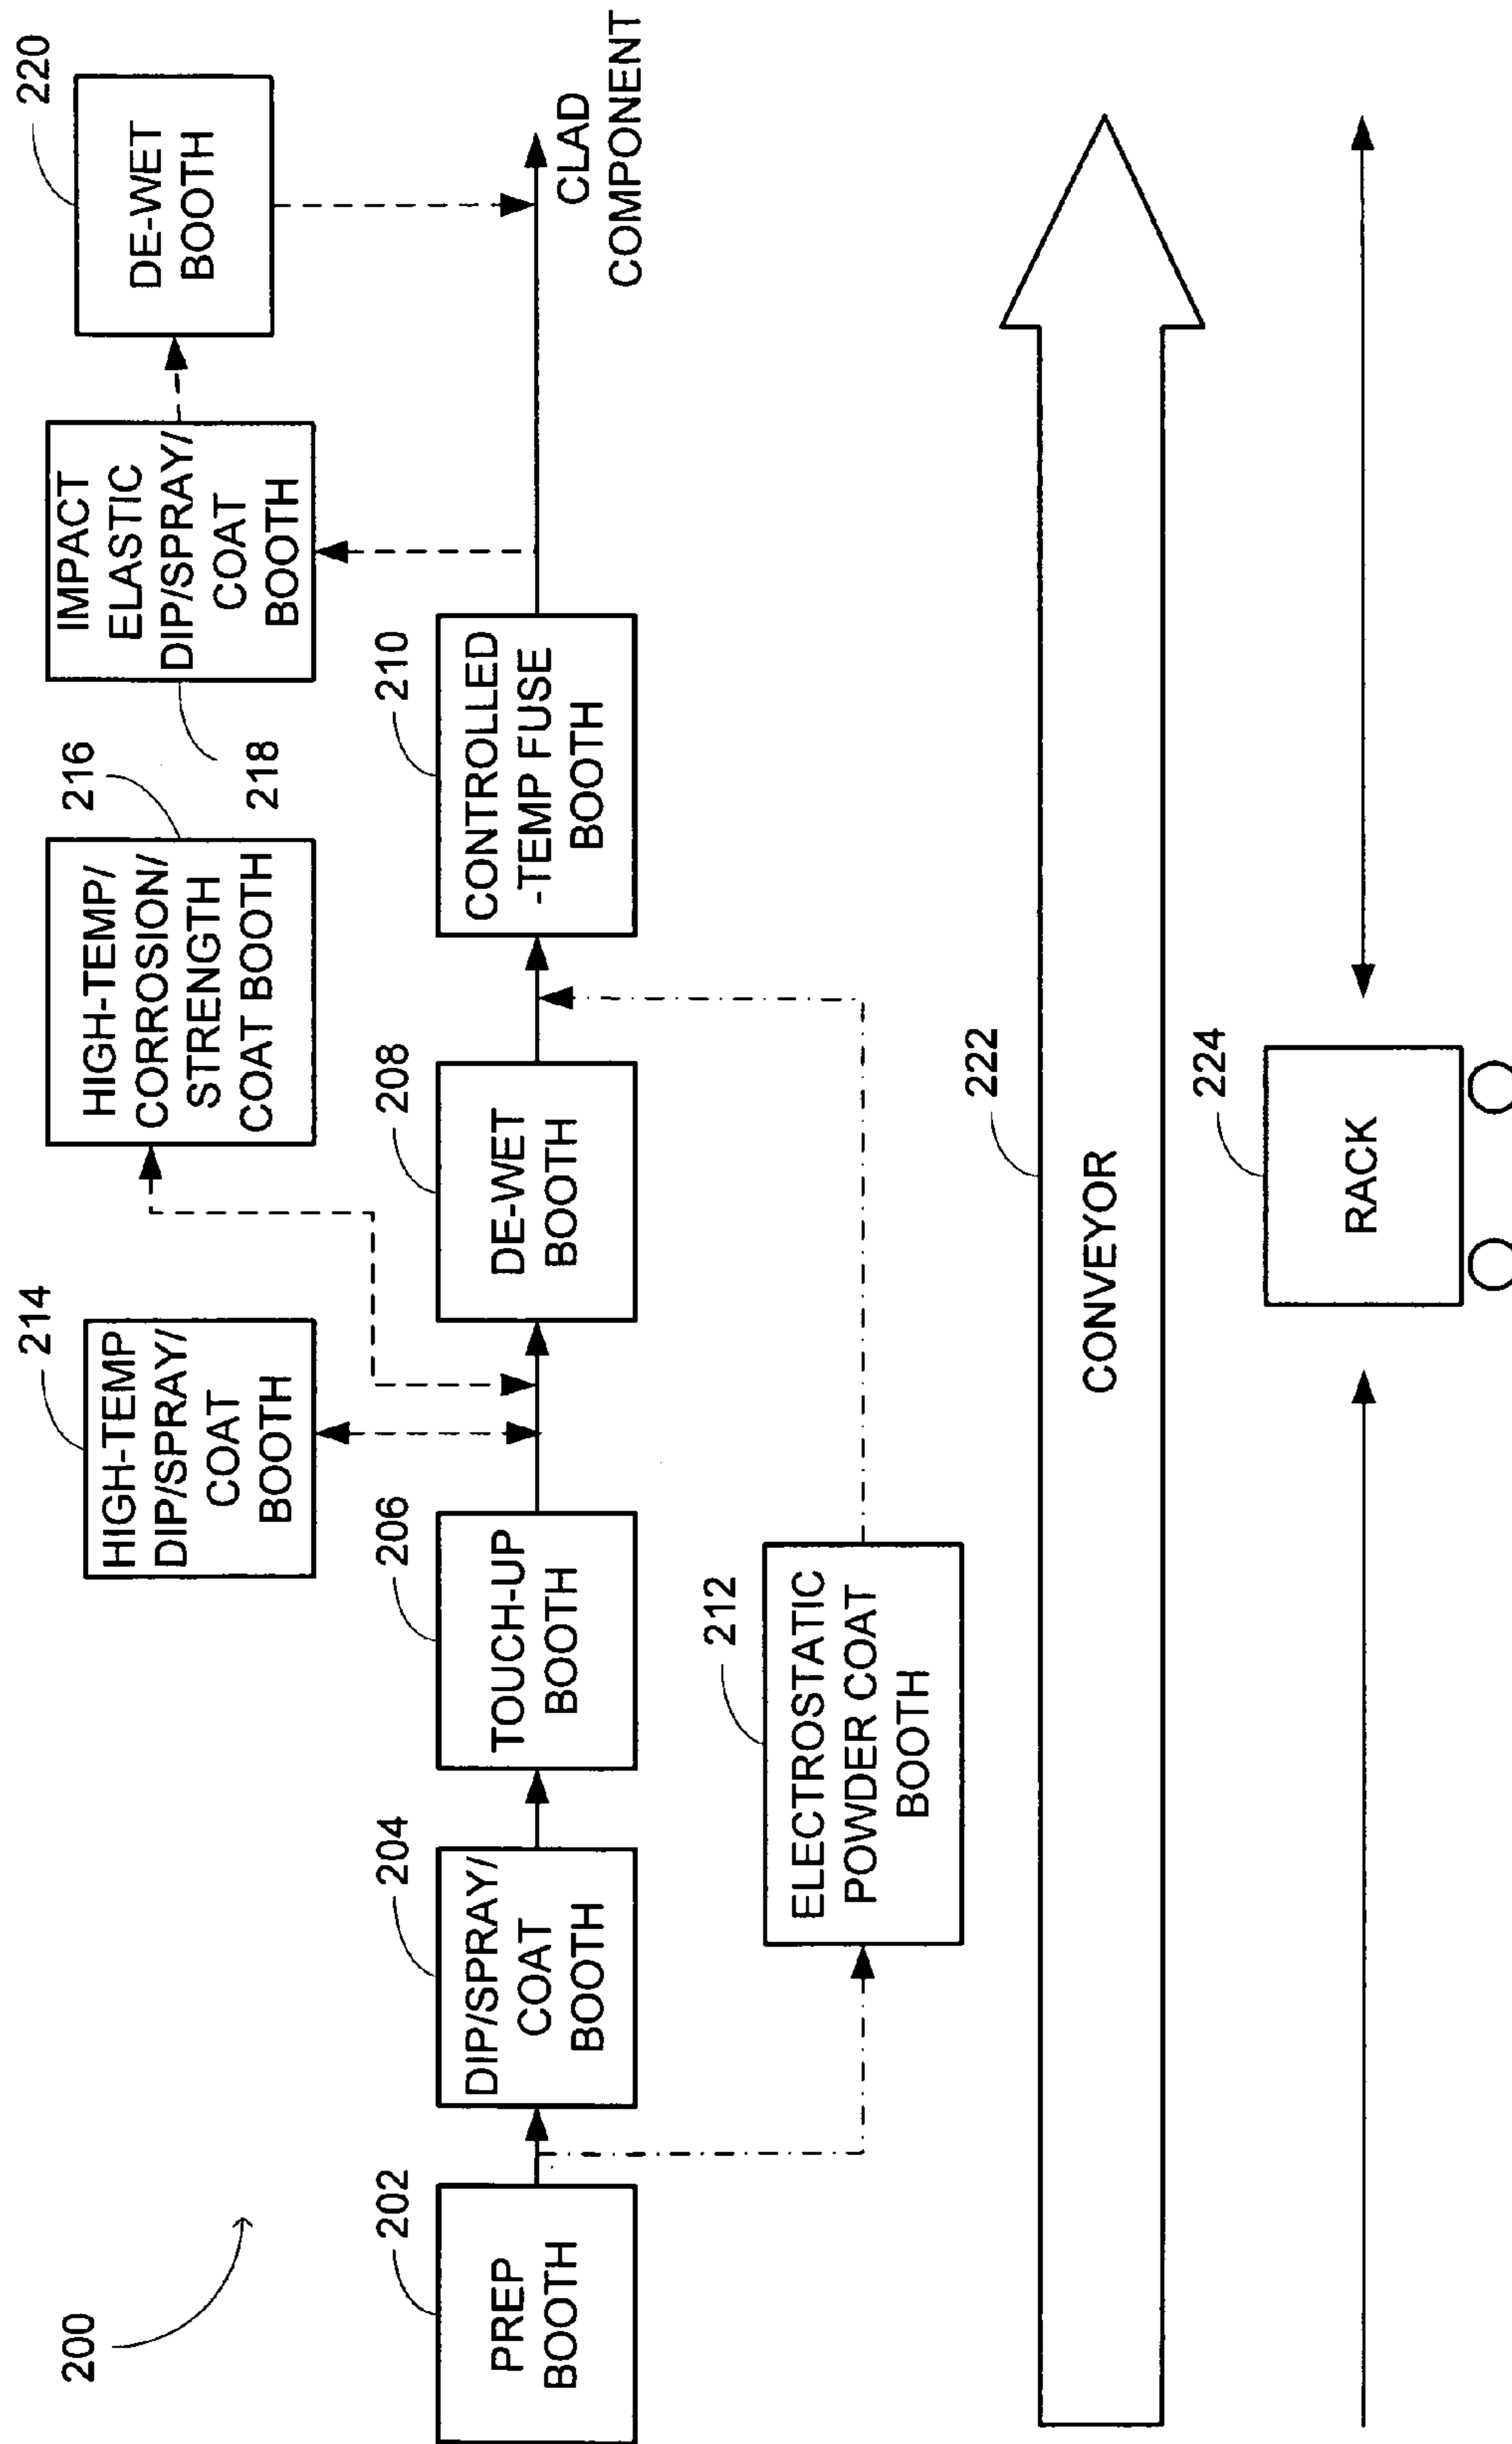 200
202
PREP
BOOTH
204
DIP/SPRAY/
COAT
BOOTH
206
TOUCH-UP
BOOTH
208
DE-WET
BOOTH
210
CONTROLLED
-TEMP FUSE
BOOTH
212
ELECTROSTATIC
POWDER COAT
BOOTH
214
HIGH-TEMP
DIP/SPRAY/
COAT
BOOTH
216
HIGH-TEMP/
CORROSION/
STRENGTH
COAT BOOTH
218
IMPACT
ELASTIC
DIP/SPRAY/
COAT
BOOTH
220
DE-WET
BOOTH
CLAD
COMPONENT
222
CONVEYOR
224
RACK